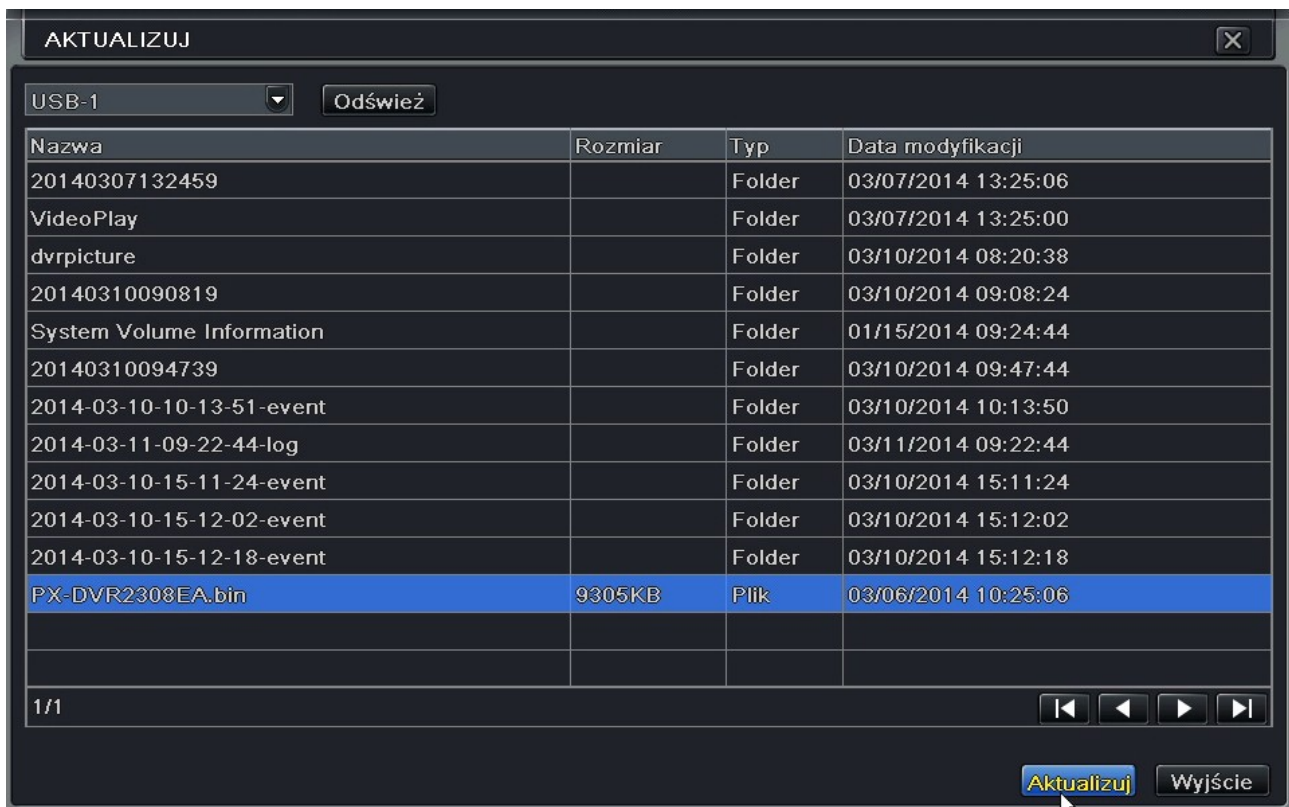 AKTUALIZUJ
USB-1 Odśwież
Nazwa Rozmiar Typ Data modyfikacji
20140307132459 Folder 03/07/2014 13:25:06
VideoPlay Folder 03/07/2014 13:25:00
dvrpicture Folder 03/10/2014 08:20:38
20140310090819 Folder 03/10/2014 09:08:24
System Volume Information Folder 01/15/2014 09:24:44
20140310094739 Folder 03/10/2014 09:47:44
2014-03-10-10-13-51-event Folder 03/10/2014 10:13:50
2014-03-11-09-22-44-log Folder 03/11/2014 09:22:44
2014-03-10-15-11-24-event Folder 03/10/2014 15:11:24
2014-03-10-15-12-02-event Folder 03/10/2014 15:12:02
2014-03-10-15-12-18-event Folder 03/10/2014 15:12:18
PX-DVR2308EA.bin 9305KB Plik 03/06/2014 10:25:06
1/1
Aktualizuj Wyjście